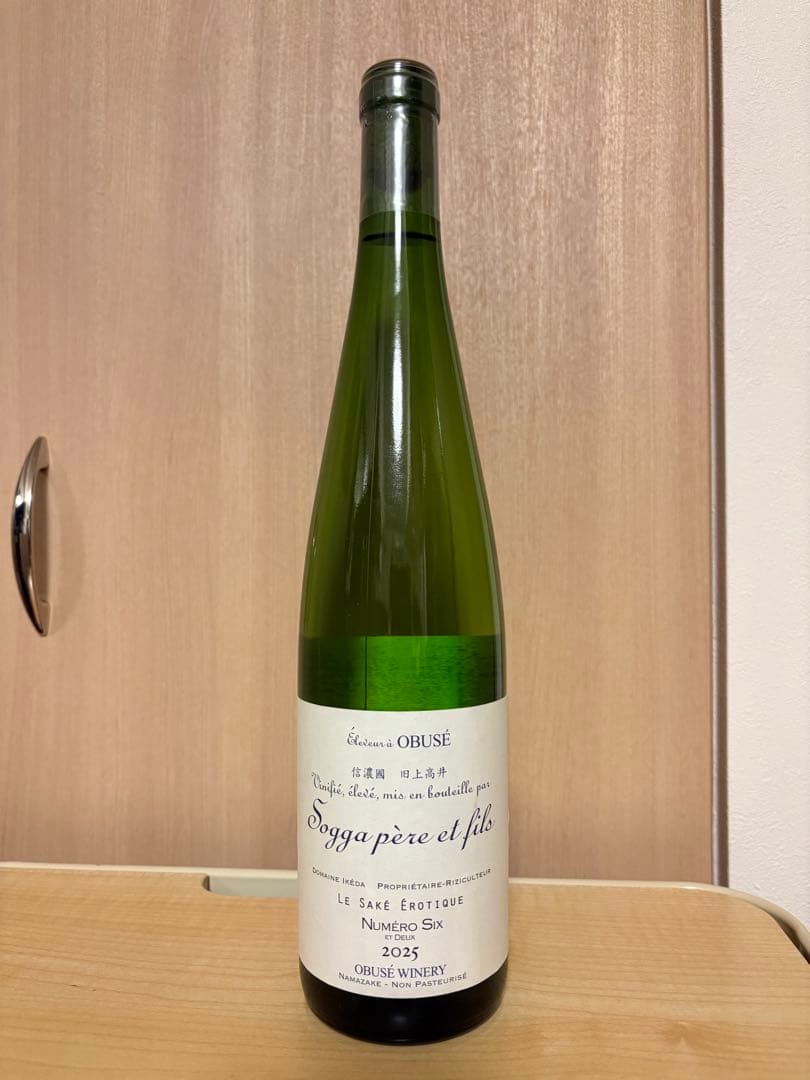 Éleveur à OBUSÉ
信濃國 旧上高井
Vinifié, élevé, mis en bouteille par
Sogga père et fils
DOMAINE IKÉDA PROPRIÉTAIRE-RIZICULTEUR
LE SAKÉ ÉROTIQUE
NUMÉRO SIX
ET DEUX
2025
OBUSÉ WINERY
NAMAZAKE - NON PASTEURISÉ